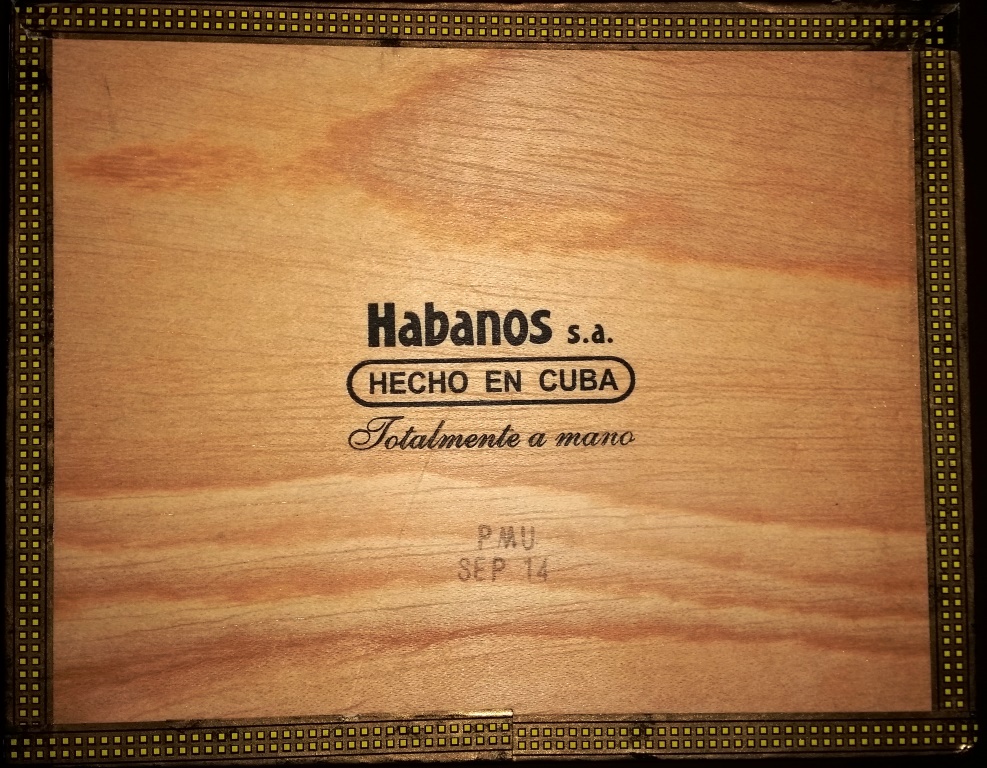 Habanos s.a.
HECHO EN CUBA
Totalmente a mano
PMU
SEP 14